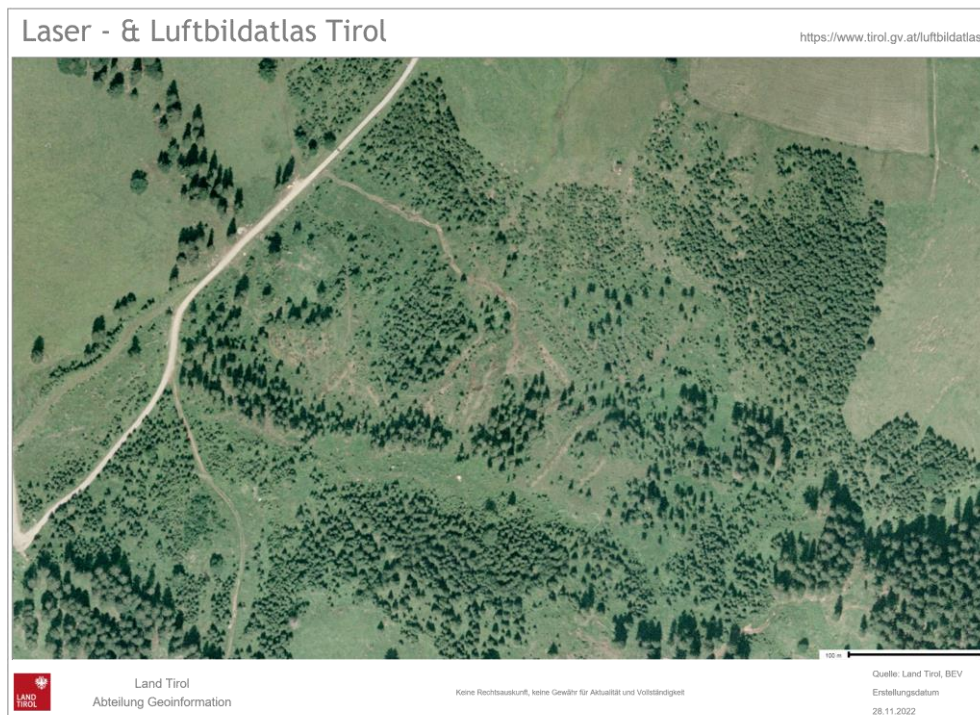 Laser - & Luftbildatlas Tirol
https://www.tirol.gv.at/luftbildatlas
100 m
LAND
TIROL
Land Tirol
Abteilung Geoinformation
Keine Rechtsauskunft, keine Gewähr für Aktualität und Vollständigkeit
Quelle: Land Tirol, BEV
Erstellungsdatum
28.11.2022